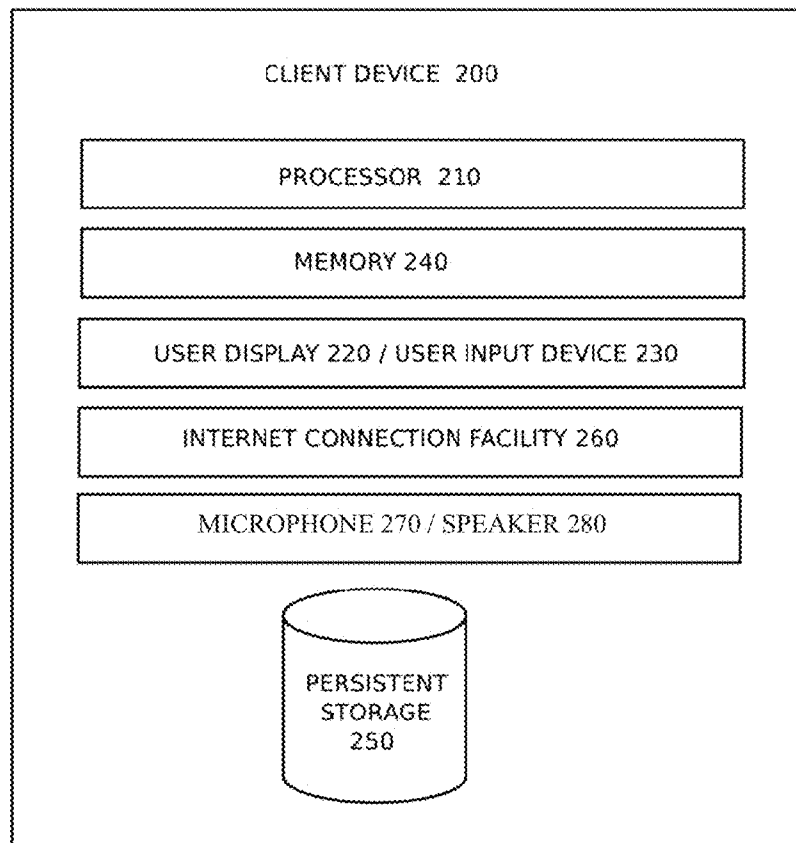 CLIENT DEVICE 200
PROCESSOR 210
MEMORY 240
USER DISPLAY 220 / USER INPUT DEVICE 230
INTERNET CONNECTION FACILITY 260
MICROPHONE 270 / SPEAKER 280
PERSISTENT
STORAGE
250